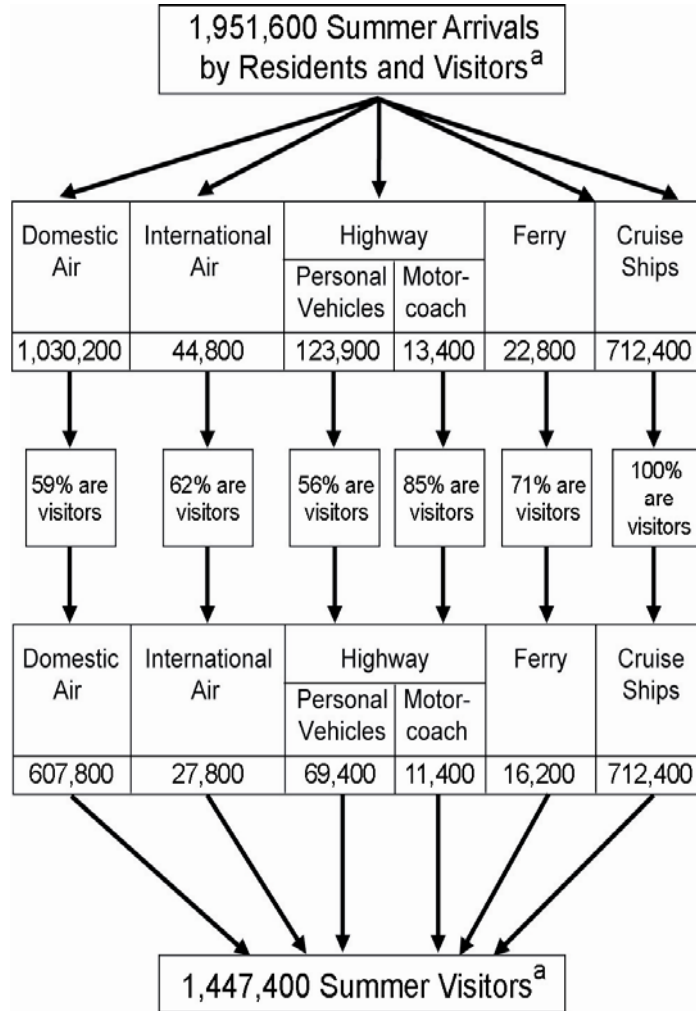 1,951,600 Summer Arrivals
by Residents and Visitors^a
Domestic
Air
International
Air
Highway
Personal
Vehicles
Motor-
coach
Ferry
Cruise
Ships
1,030,200
44,800
123,900
13,400
22,800
712,400
59% are
visitors
62% are
visitors
56% are
visitors
85% are
visitors
71% are
visitors
100%
are
visitors
Domestic
Air
International
Air
Highway
Personal
Vehicles
Motor-
coach
Ferry
Cruise
Ships
607,800
27,800
69,400
11,400
16,200
712,400
1,447,400 Summer Visitors^a